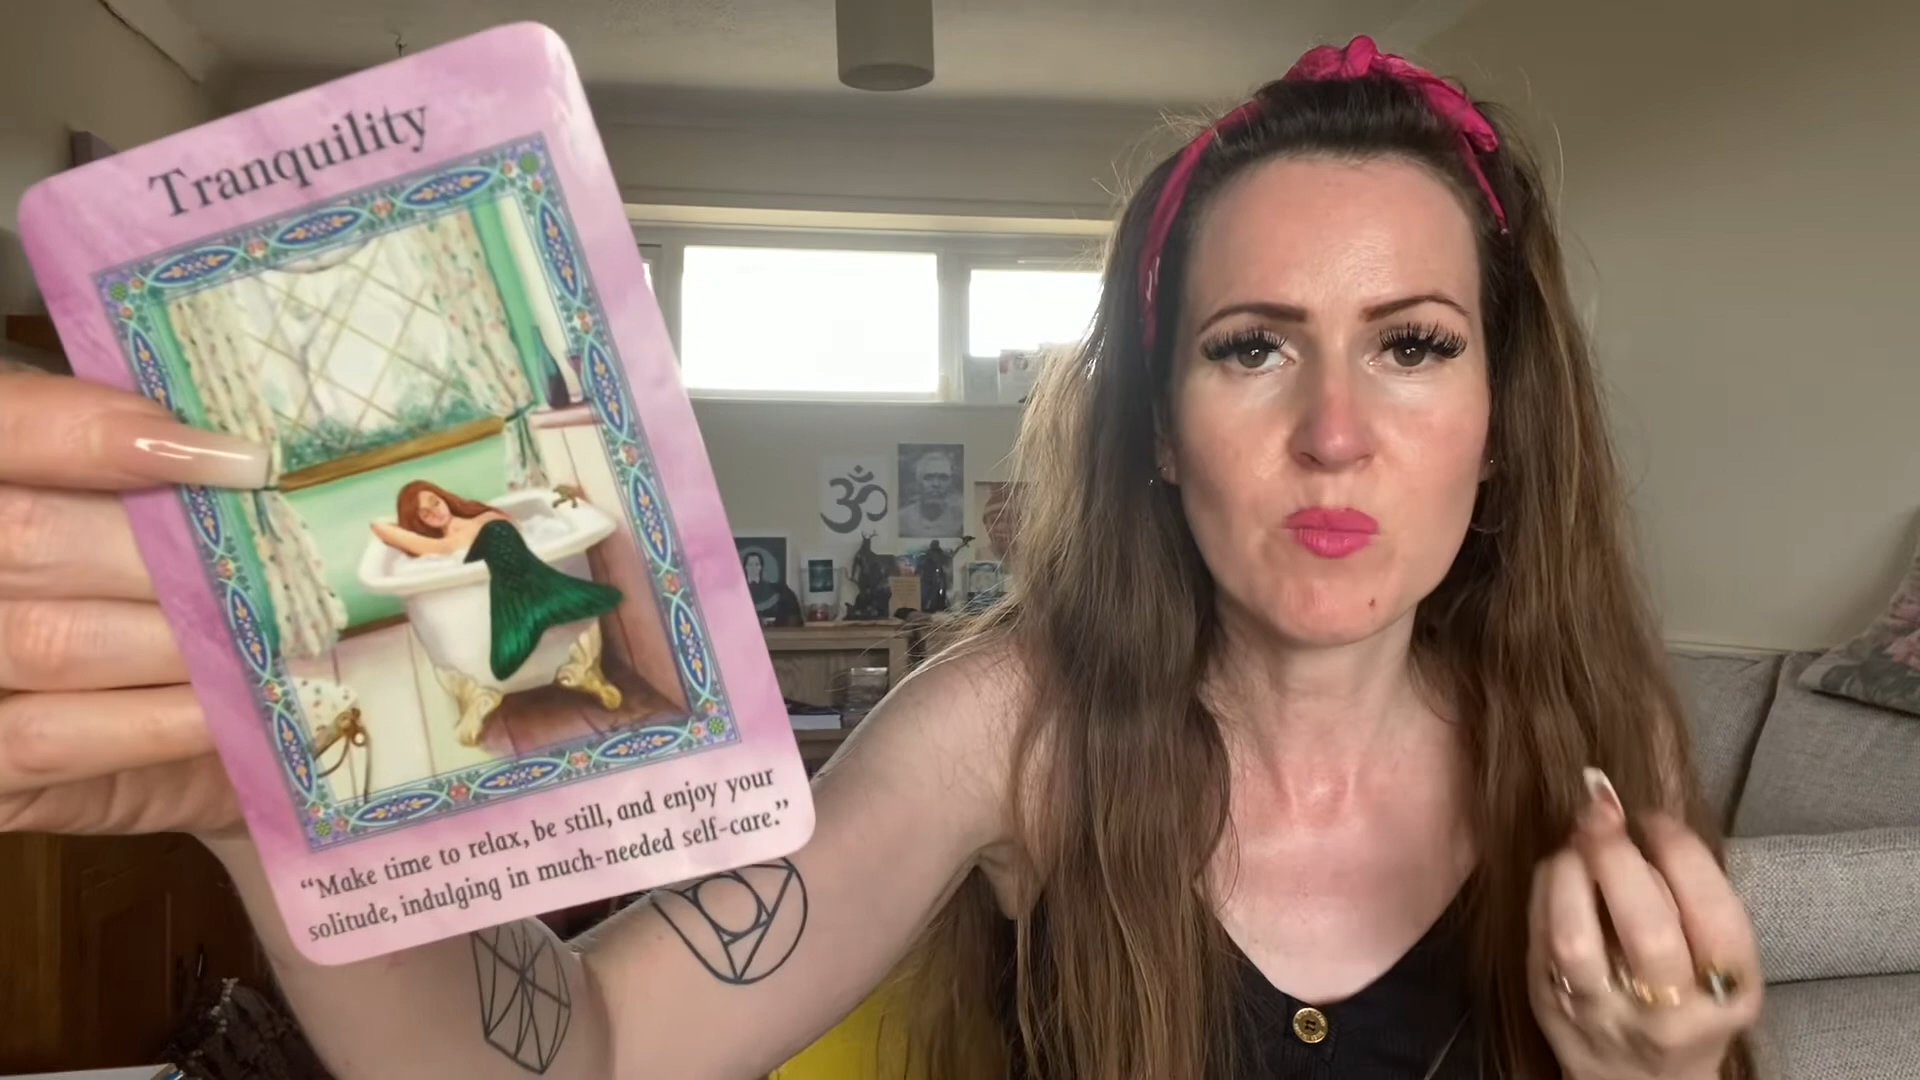 Tranquility
“Make time to relax, be still, and enjoy your
solitude, indulging in much-needed self-care.”
ॐ